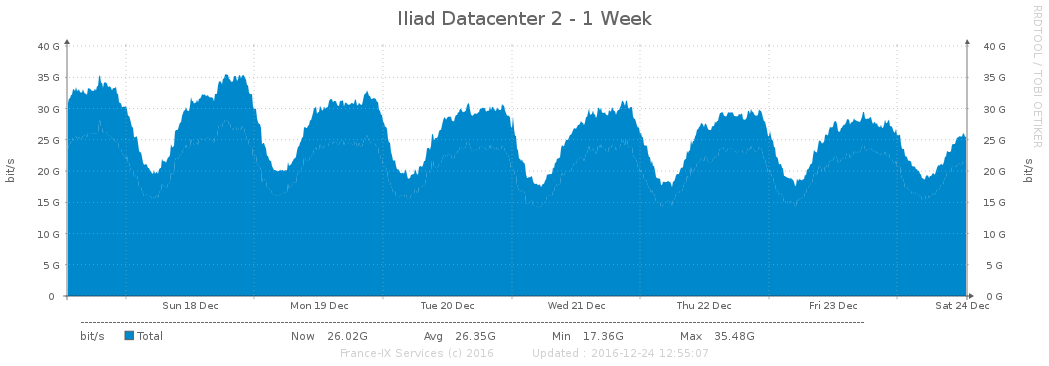 Iliad Datacenter 2 - 1 Week
RRDTOOL / TOBI OETIKER
bit/s
40 G
35 G
30 G
25 G
20 G
15 G
10 G
5 G
0
40 G
35 G
30 G
25 G
20 G
15 G
10 G
5 G
0 G
bit/s
Sun 18 Dec Mon 19 Dec Tue 20 Dec Wed 21 Dec Thu 22 Dec Fri 23 Dec Sat 24 Dec
bit/s Total Now 26.02G Avg 26.35G Min 17.36G Max 35.48G
France-IX Services (c) 2016 Updated : 2016-12-24 12:55:07